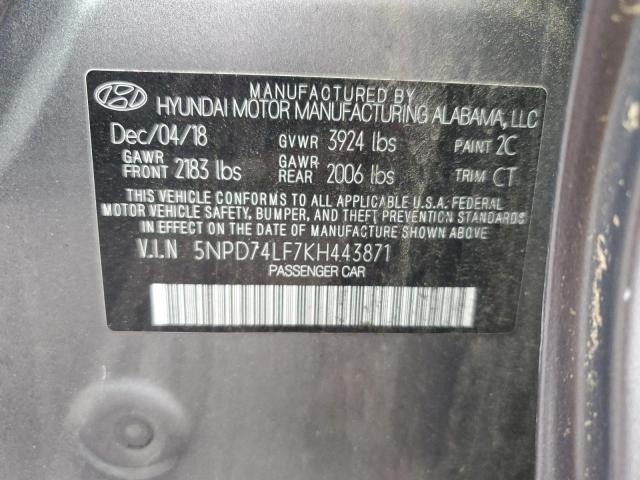 MANUFACTURED BY
HYUNDAI MOTOR MANUFACTURING ALABAMA, LLC
Dec/04/18 GVWR 3924 lbs PAINT 2C
GAWR FRONT 2183 lbs GAWR REAR 2006 lbs TRIM CT
THIS VEHICLE CONFORMS TO ALL APPLICABLE U.S.A. FEDERAL
MOTOR VEHICLE SAFETY, BUMPER, AND THEFT PREVENTION STANDARDS
IN EFFECT ON THE DATE OF MANUFACTURE SHOWN ABOVE.
V.I.N 5NPD74LF7KH443871
PASSENGER CAR